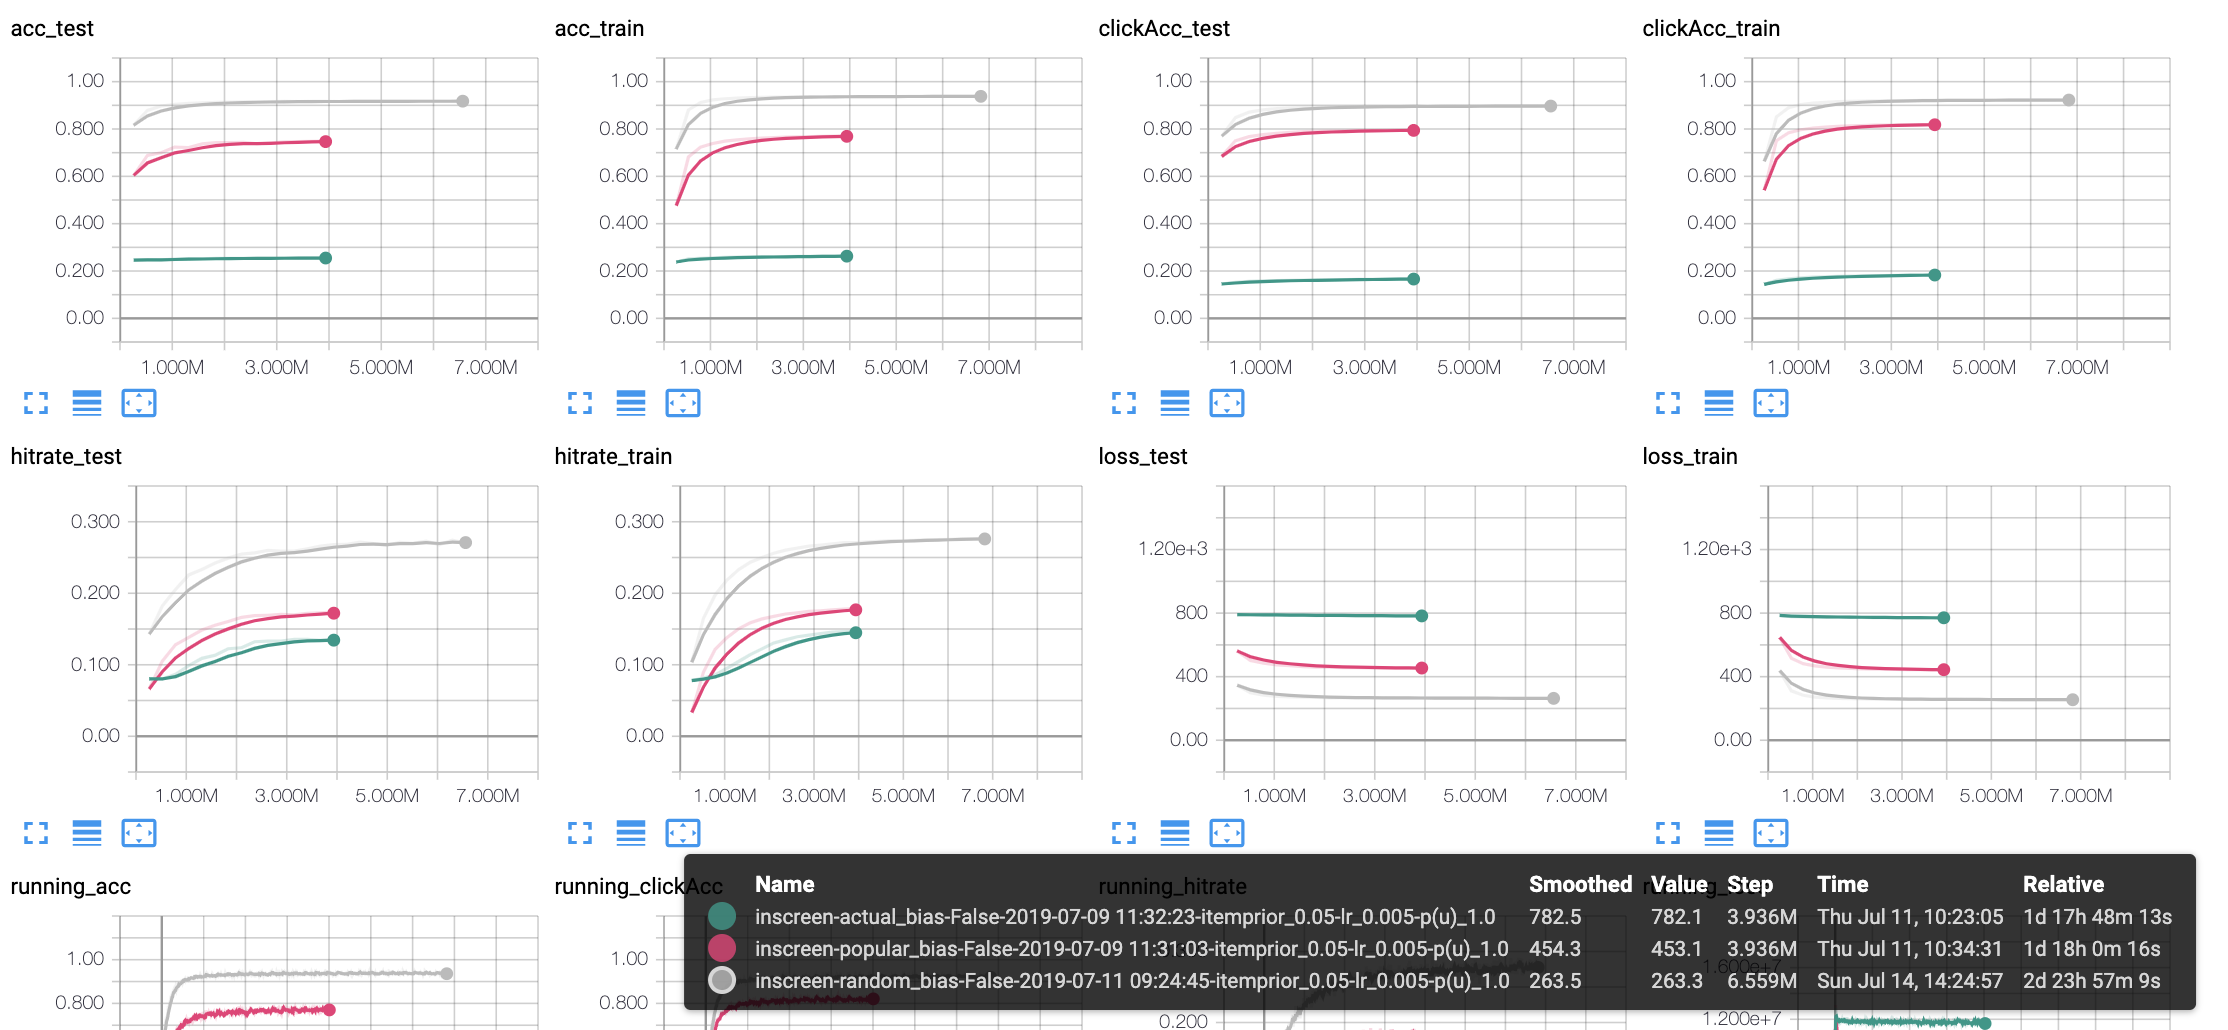 acc_test
acc_train
clickAcc_test
clickAcc_train
1.00
0.800
0.600
0.400
0.200
0.00
1.000M 3.000M 5.000M 7.000M
1.00
0.800
0.600
0.400
0.200
0.00
1.000M 3.000M 5.000M 7.000M
1.00
0.800
0.600
0.400
0.200
0.00
1.000M 3.000M 5.000M 7.000M
1.00
0.800
0.600
0.400
0.200
0.00
1.000M 3.000M 5.000M 7.000M
hitrate_test
hitrate_train
loss_test
loss_train
0.300
0.200
0.100
0.00
1.000M 3.000M 5.000M 7.000M
0.300
0.200
0.100
0.00
1.000M 3.000M 5.000M 7.000M
1.20e+3
800
400
0.00
1.000M 3.000M 5.000M 7.000M
1.20e+3
800
400
0.00
1.000M 3.000M 5.000M 7.000M
running_acc
running_clickAcc
running_hitrate
1.00
0.800
1.00
0.800
0.200
1.600e+7
1.200e+7
Name Smoothed Value Step Time Relative
inscreen-actual_bias-False-2019-07-09 11:32:23-itemprior_0.05-lr_0.005-p(u)_1.0 782.5 782.1 3.936M Thu Jul 11, 10:23:05 1d 17h 48m 13s
inscreen-popular_bias-False-2019-07-09 11:31:03-itemprior_0.05-lr_0.005-p(u)_1.0 454.3 453.1 3.936M Thu Jul 11, 10:34:31 1d 18h 0m 16s
inscreen-random_bias-False-2019-07-11 09:24:45-itemprior_0.05-lr_0.005-p(u)_1.0 263.5 263.3 6.559M Sun Jul 14, 14:24:57 2d 23h 57m 9s